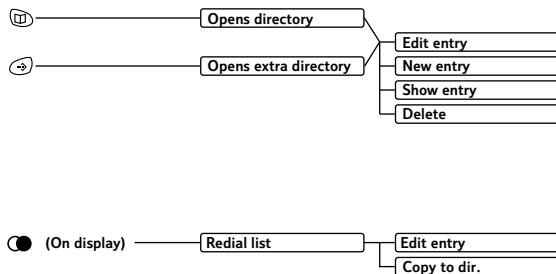 Opens directory
Edit entry
Opens extra directory
New entry
Show entry
Delete
(On display)
Redial list
Edit entry
Copy to dir.